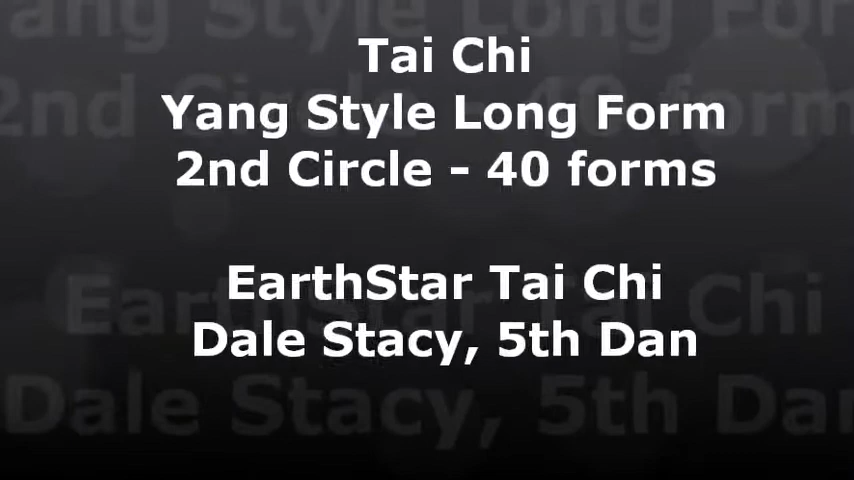 Tai Chi
Yang Style Long Form
2nd Circle - 40 forms
EarthStar Tai Chi
Dale Stacy, 5th Dan